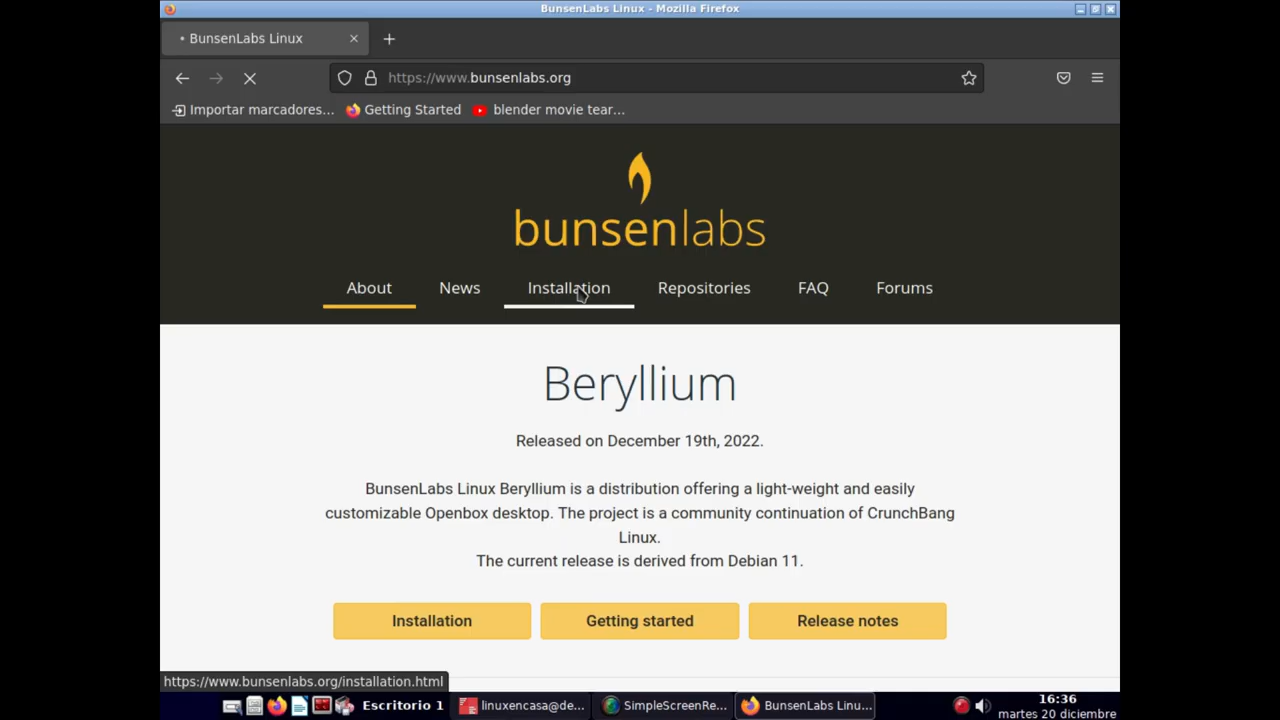 BunsenLabs Linux - Mozilla Firefox
BunsenLabs Linux
https://www.bunsenlabs.org
Importar marcadores... Getting Started blender movie tear...
bunsenlabs
About News Installation Repositories FAQ Forums
Beryllium
Released on December 19th, 2022.
BunsenLabs Linux Beryllium is a distribution offering a light-weight and easily
customizable Openbox desktop. The project is a community continuation of CrunchBang
Linux.
The current release is derived from Debian 11.
Installation Getting started Release notes
https://www.bunsenlabs.org/installation.html
Escritorio 1 linuxencasa@de... SimpleScreenRe... BunsenLabs Linu... 16:36
martes 20 diciembre